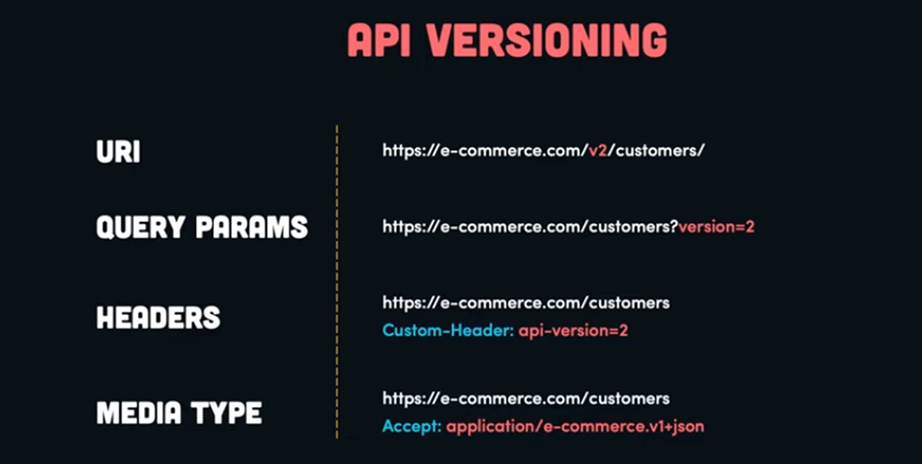 API VERSIONING
URI
https://e-commerce.com/v2/customers/
QUERY PARAMS
https://e-commerce.com/customers?version=2
HEADERS
https://e-commerce.com/customers
Custom-Header: api-version=2
MEDIA TYPE
https://e-commerce.com/customers
Accept: application/e-commerce.v1+json